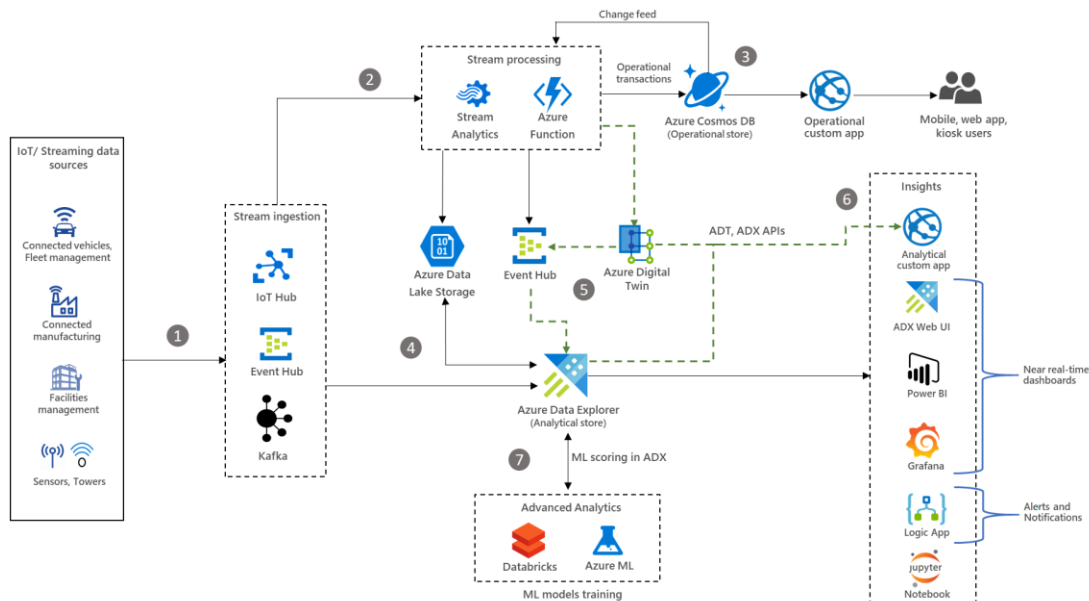 Change feed
2
Stream processing
Stream
Analytics
Azure
Function
Operational
transactions
3
Azure Cosmos DB
(Operational store)
Operational
custom app
Mobile, web app,
kiosk users
IoT/ Streaming data
sources
Connected vehicles,
Fleet management
Connected
manufacturing
Facilities
management
Sensors, Towers
1
Stream ingestion
IoT Hub
Event Hub
Kafka
10
01
Azure Data
Lake Storage
Event Hub
Azure Digital
Twin
5
ADT, ADX APIs
4
Azure Data Explorer
(Analytical store)
7
ML scoring in ADX
Advanced Analytics
Databricks
Azure ML
ML models training
6
Insights
Analytical
custom app
ADX Web UI
Power BI
Grafana
Near real-time
dashboards
Logic App
Alerts and
Notifications
jupyter
Notebook